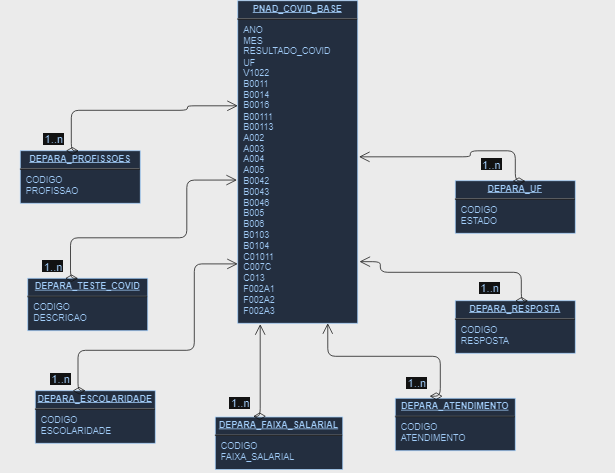 PNAD_COVID_BASE
ANO
MES
RESULTADO_COVID
UF
V1022
B0011
B0014
B0016
B00111
B00113
A002
A003
A004
A005
B0042
B0043
B0046
B005
B006
B0103
B0104
C01011
C007C
C013
F002A1
F002A2
F002A3
1..n
DEPARA_PROFISSOES
CODIGO
PROFISSAO
1..n
DEPARA_UF
CODIGO
ESTADO
1..n
DEPARA_TESTE_COVID
CODIGO
DESCRICAO
1..n
DEPARA_RESPOSTA
CODIGO
RESPOSTA
1..n
DEPARA_ESCOLARIDADE
CODIGO
ESCOLARIDADE
1..n
DEPARA_FAIXA_SALARIAL
CODIGO
FAIXA_SALARIAL
1..n
DEPARA_ATENDIMENTO
CODIGO
ATENDIMENTO